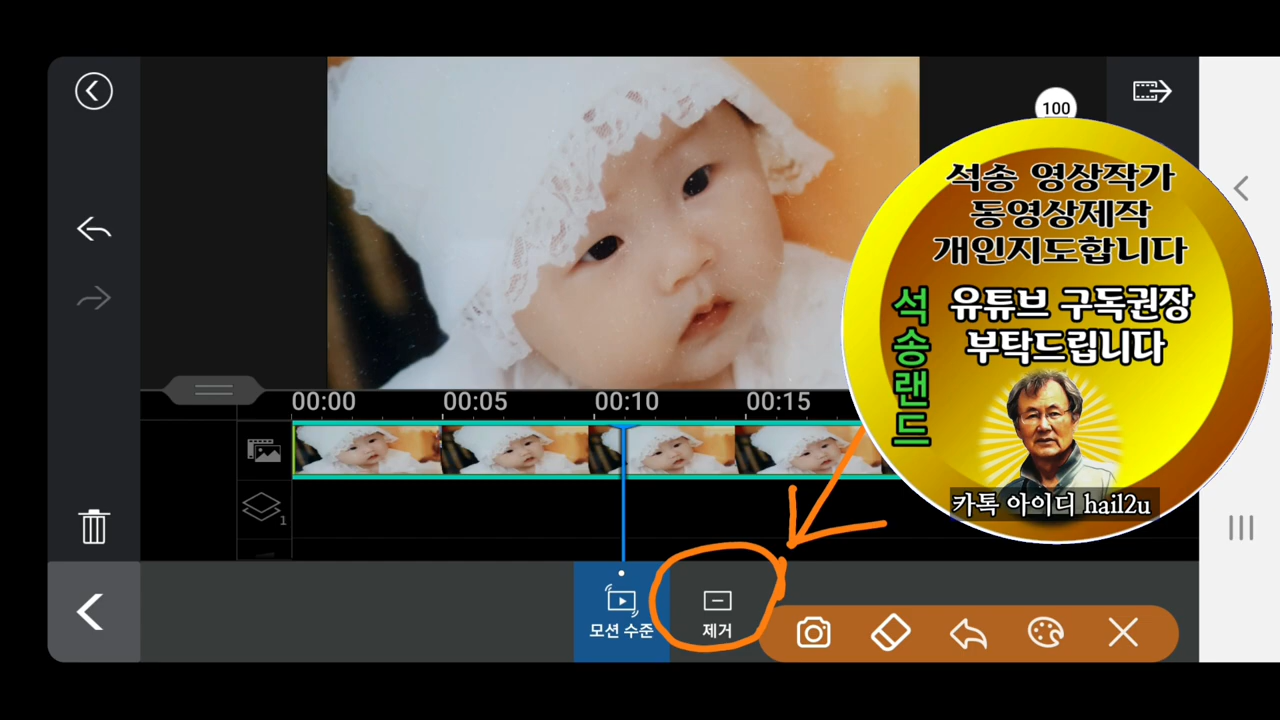 100
석송 영상작가
동영상제작
개인지도합니다
석송랜드
유튜브 구독권장
부탁드립니다
카톡 아이디 hail2u
00:00 00:05 00:10 00:15
1
모션 수준
제거